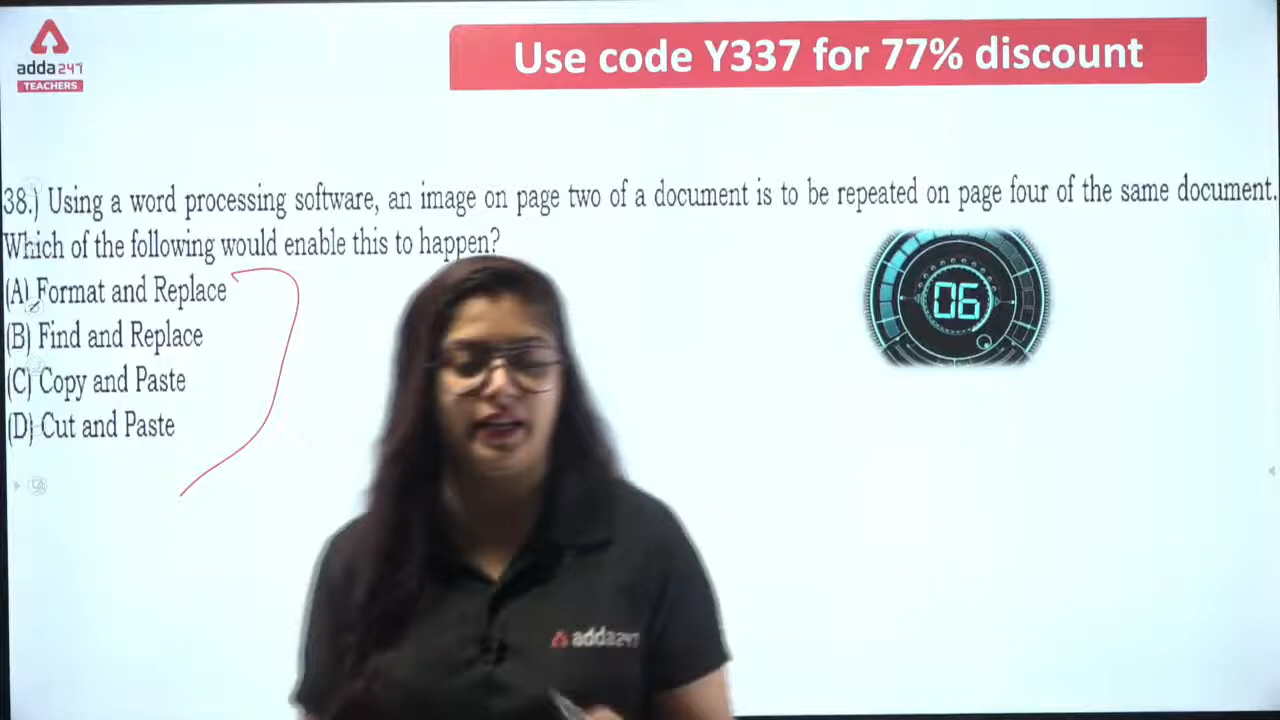 adda247
TEACHERS
Use code Y337 for 77% discount
38.) Using a word processing software, an image on page two of a document is to be repeated on page four of the same document.
Which of the following would enable this to happen?
(A) Format and Replace
(B) Find and Replace
(C) Copy and Paste
(D) Cut and Paste
06
adda247